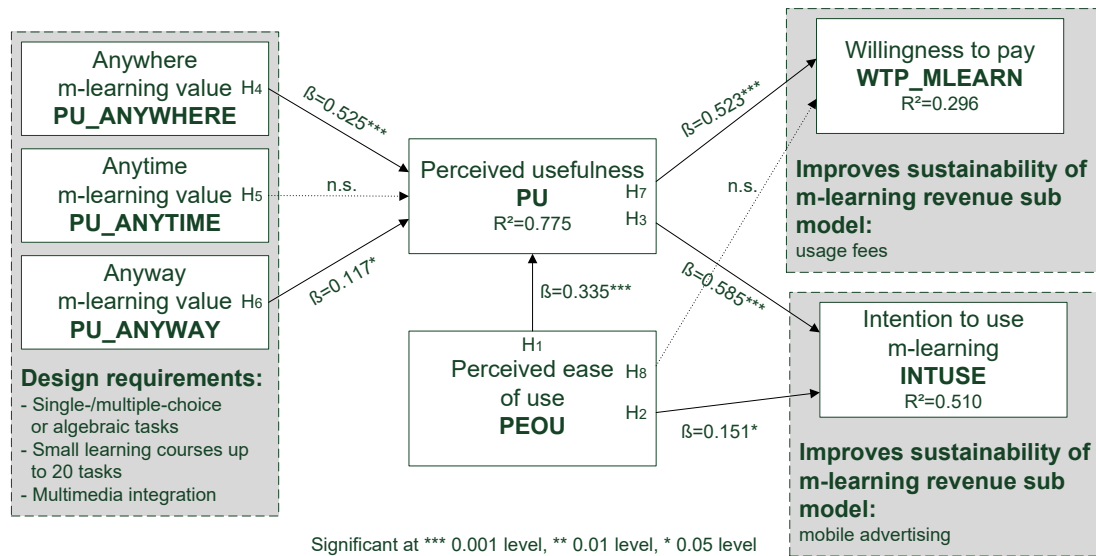 Anywhere
m-learning value H4
PU_ANYWHERE
Anytime
m-learning value H5
PU_ANYTIME
Anyway
m-learning value H6
PU_ANYWAY
Design requirements:
- Single-/multiple-choice
or algebraic tasks
- Small learning courses up
to 20 tasks
- Multimedia integration
ß=0.525***
n.s.
ß=0.117*
Perceived usefulness
PU
R²=0.775
H7
H3
ß=0.335***
H1
Perceived ease
of use
PEOU
H8
H2
ß=0.523***
n.s.
ß=0.585***
ß=0.151*
Willingness to pay
WTP_MLEARN
R²=0.296
Improves sustainability of
m-learning revenue sub
model:
usage fees
Intention to use
m-learning
INTUSE
R²=0.510
Improves sustainability of
m-learning revenue sub
model:
mobile advertising
Significant at *** 0.001 level, ** 0.01 level, * 0.05 level